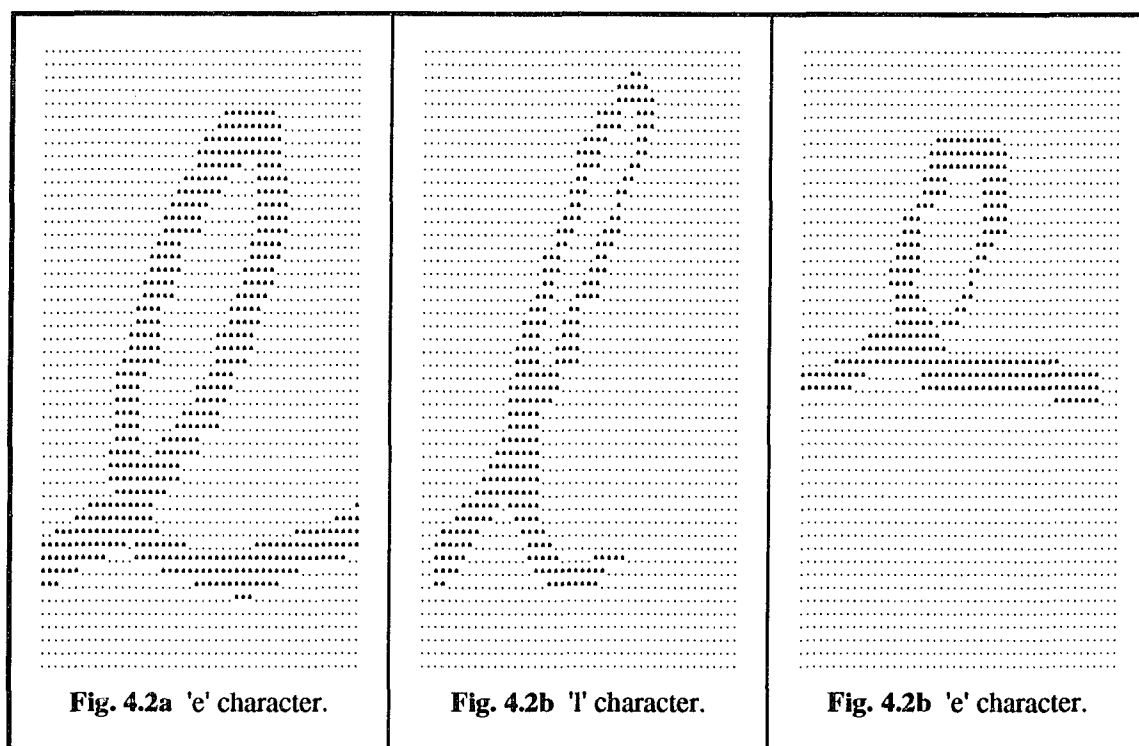 Fig. 4.2a 'e' character.
Fig. 4.2b 'l' character.
Fig. 4.2b 'e' character.